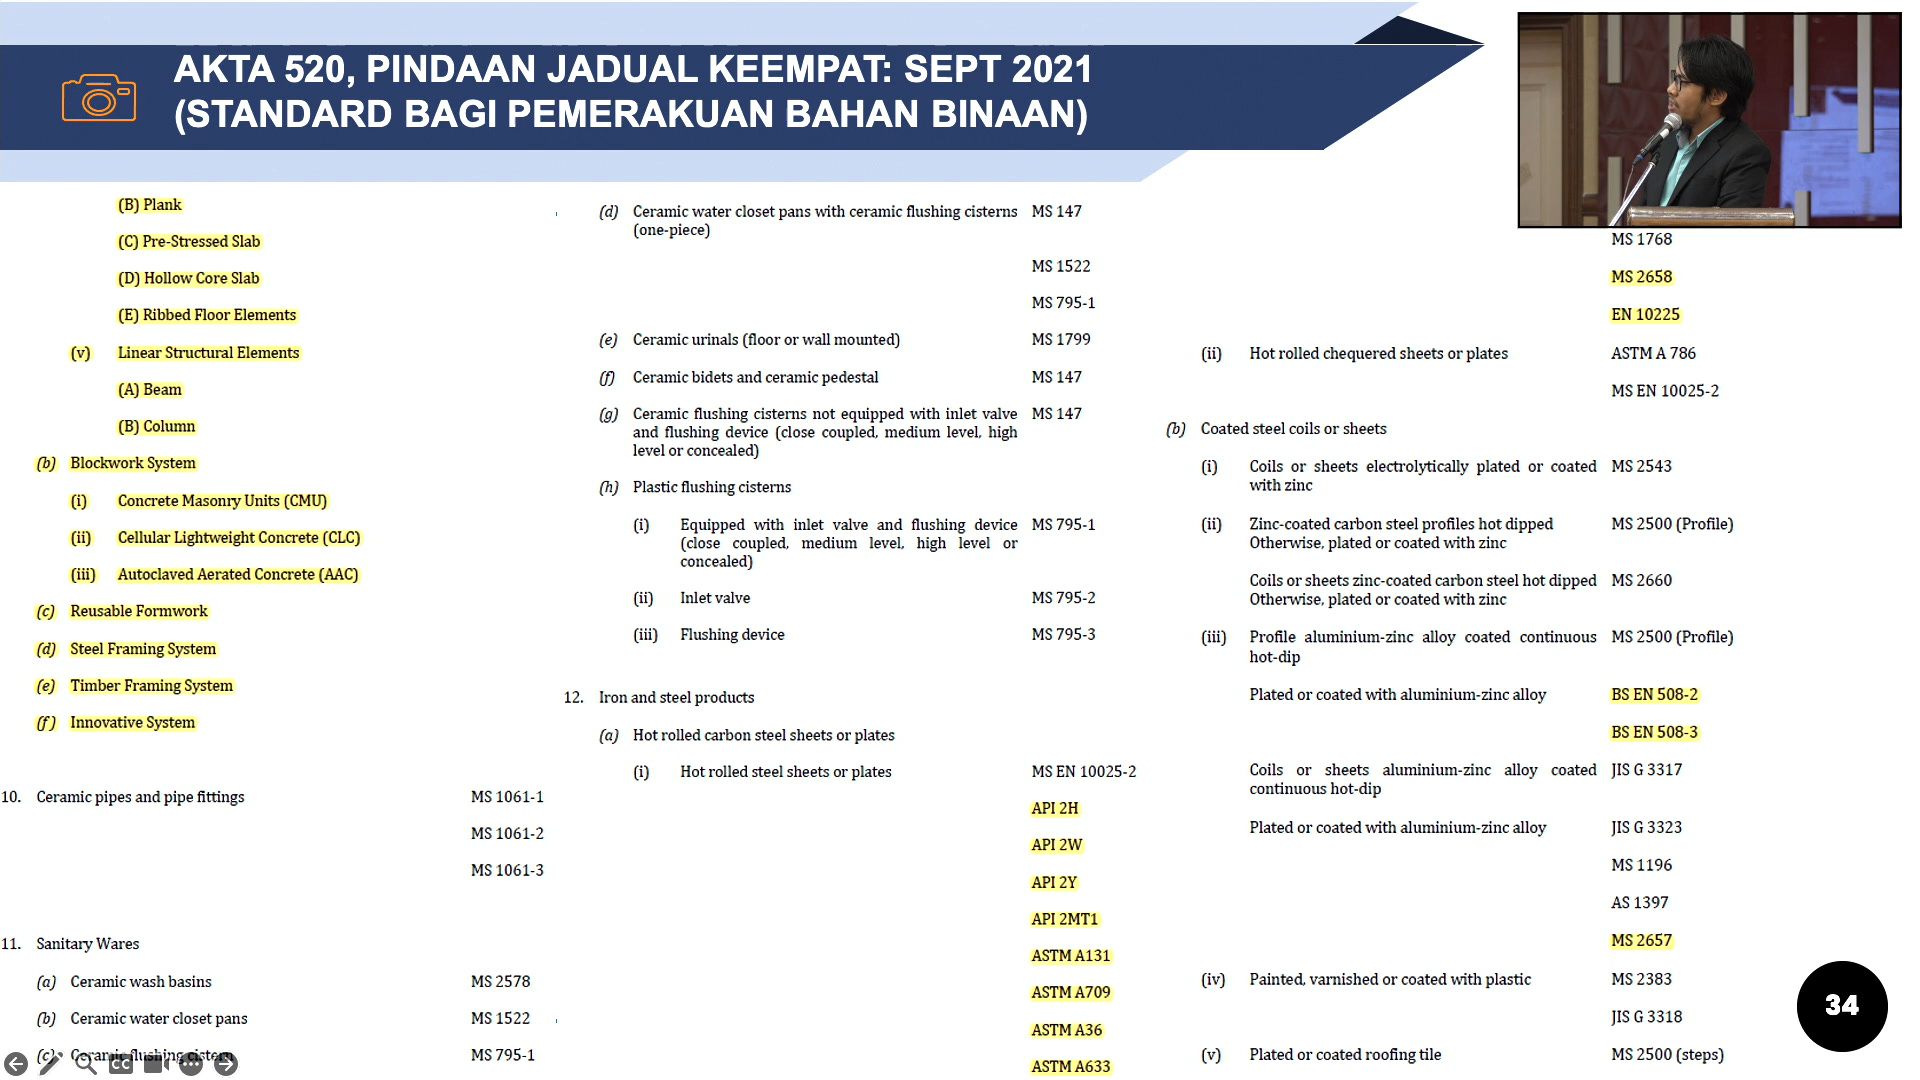 AKTA 520, PINDAAN JADUAL KEEMPAT: SEPT 2021
(STANDARD BAGI PEMERAKUAN BAHAN BINAAN)
(B) Plank
(C) Pre-Stressed Slab
(D) Hollow Core Slab
(E) Ribbed Floor Elements
(v) Linear Structural Elements
(A) Beam
(B) Column
(b) Blockwork System
(i) Concrete Masonry Units (CMU)
(ii) Cellular Lightweight Concrete (CLC)
(iii) Autoclaved Aerated Concrete (AAC)
(c) Reusable Formwork
(d) Steel Framing System
(e) Timber Framing System
(f) Innovative System
10. Ceramic pipes and pipe fittings MS 1061-1
MS 1061-2
MS 1061-3
11. Sanitary Wares
(a) Ceramic wash basins MS 2578
(b) Ceramic water closet pans MS 1522
(c) Ceramic flushing cistern MS 795-1
(d) Ceramic water closet pans with ceramic flushing cisterns MS 147
(one-piece)
MS 1522
MS 795-1
(e) Ceramic urinals (floor or wall mounted) MS 1799
(f) Ceramic bidets and ceramic pedestal MS 147
(g) Ceramic flushing cisterns not equipped with inlet valve MS 147
and flushing device (close coupled, medium level, high
level or concealed)
(h) Plastic flushing cisterns
(i) Equipped with inlet valve and flushing device MS 795-1
(close coupled, medium level, high level or
concealed)
(ii) Inlet valve MS 795-2
(iii) Flushing device MS 795-3
12. Iron and steel products
(a) Hot rolled carbon steel sheets or plates
(i) Hot rolled steel sheets or plates MS EN 10025-2
API 2H
API 2W
API 2Y
API 2MT1
ASTM A131
ASTM A709
ASTM A36
ASTM A633
MS 1768
MS 2658
EN 10225
(ii) Hot rolled chequered sheets or plates ASTM A 786
MS EN 10025-2
(b) Coated steel coils or sheets
(i) Coils or sheets electrolytically plated or coated MS 2543
with zinc
(ii) Zinc-coated carbon steel profiles hot dipped MS 2500 (Profile)
Otherwise, plated or coated with zinc
Coils or sheets zinc-coated carbon steel hot dipped MS 2660
Otherwise, plated or coated with zinc
(iii) Profile aluminium-zinc alloy coated continuous MS 2500 (Profile)
hot-dip
Plated or coated with aluminium-zinc alloy BS EN 508-2
BS EN 508-3
Coils or sheets aluminium-zinc alloy coated JIS G 3317
continuous hot-dip
Plated or coated with aluminium-zinc alloy JIS G 3323
MS 1196
AS 1397
MS 2657
(iv) Painted, varnished or coated with plastic MS 2383
JIS G 3318
(v) Plated or coated roofing tile MS 2500 (steps)
34
CC